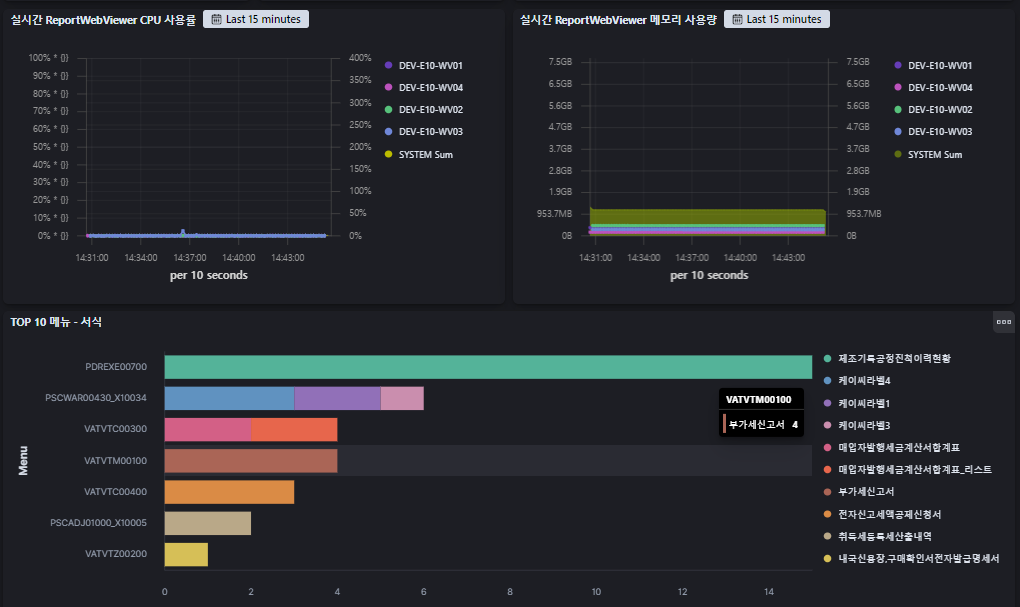 실시간 ReportWebViewer CPU 사용률 Last 15 minutes
100% * {}
90% * {}
80% * {}
70% * {}
60% * {}
50% * {}
40% * {}
30% * {}
20% * {}
10% * {}
0% * {}
400%
350%
300%
250%
200%
150%
100%
50%
0%
14:31:00 14:34:00 14:37:00 14:40:00 14:43:00
per 10 seconds
DEV-E10-WV01
DEV-E10-WV04
DEV-E10-WV02
DEV-E10-WV03
SYSTEM Sum
실시간 ReportWebViewer 메모리 사용량 Last 15 minutes
7.5GB
6.5GB
5.6GB
4.7GB
3.7GB
2.8GB
1.9GB
953.7MB
0B
7.5GB
6.5GB
5.6GB
4.7GB
3.7GB
2.8GB
1.9GB
953.7MB
0B
14:31:00 14:34:00 14:37:00 14:40:00 14:43:00
per 10 seconds
DEV-E10-WV01
DEV-E10-WV04
DEV-E10-WV02
DEV-E10-WV03
SYSTEM Sum
TOP 10 메뉴 - 서식
Menu
PDREXE00700
PSCWAR00430_X10034
VATVTC00300
VATVTM00100
VATVTC00400
PSCADJ01000_X10005
VATVTZ00200
0 2 4 6 8 10 12 14
VATVTM00100
부가세신고서 4
제조기록공정진척이력현황
케이씨라벨4
케이씨라벨1
케이씨라벨3
매입자발행세금계산서합계표
매입자발행세금계산서합계표_리스트
부가세신고서
전자신고세액공제신청서
취득세등록세산출내역
내국신용장,구매확인서전자발급명세서